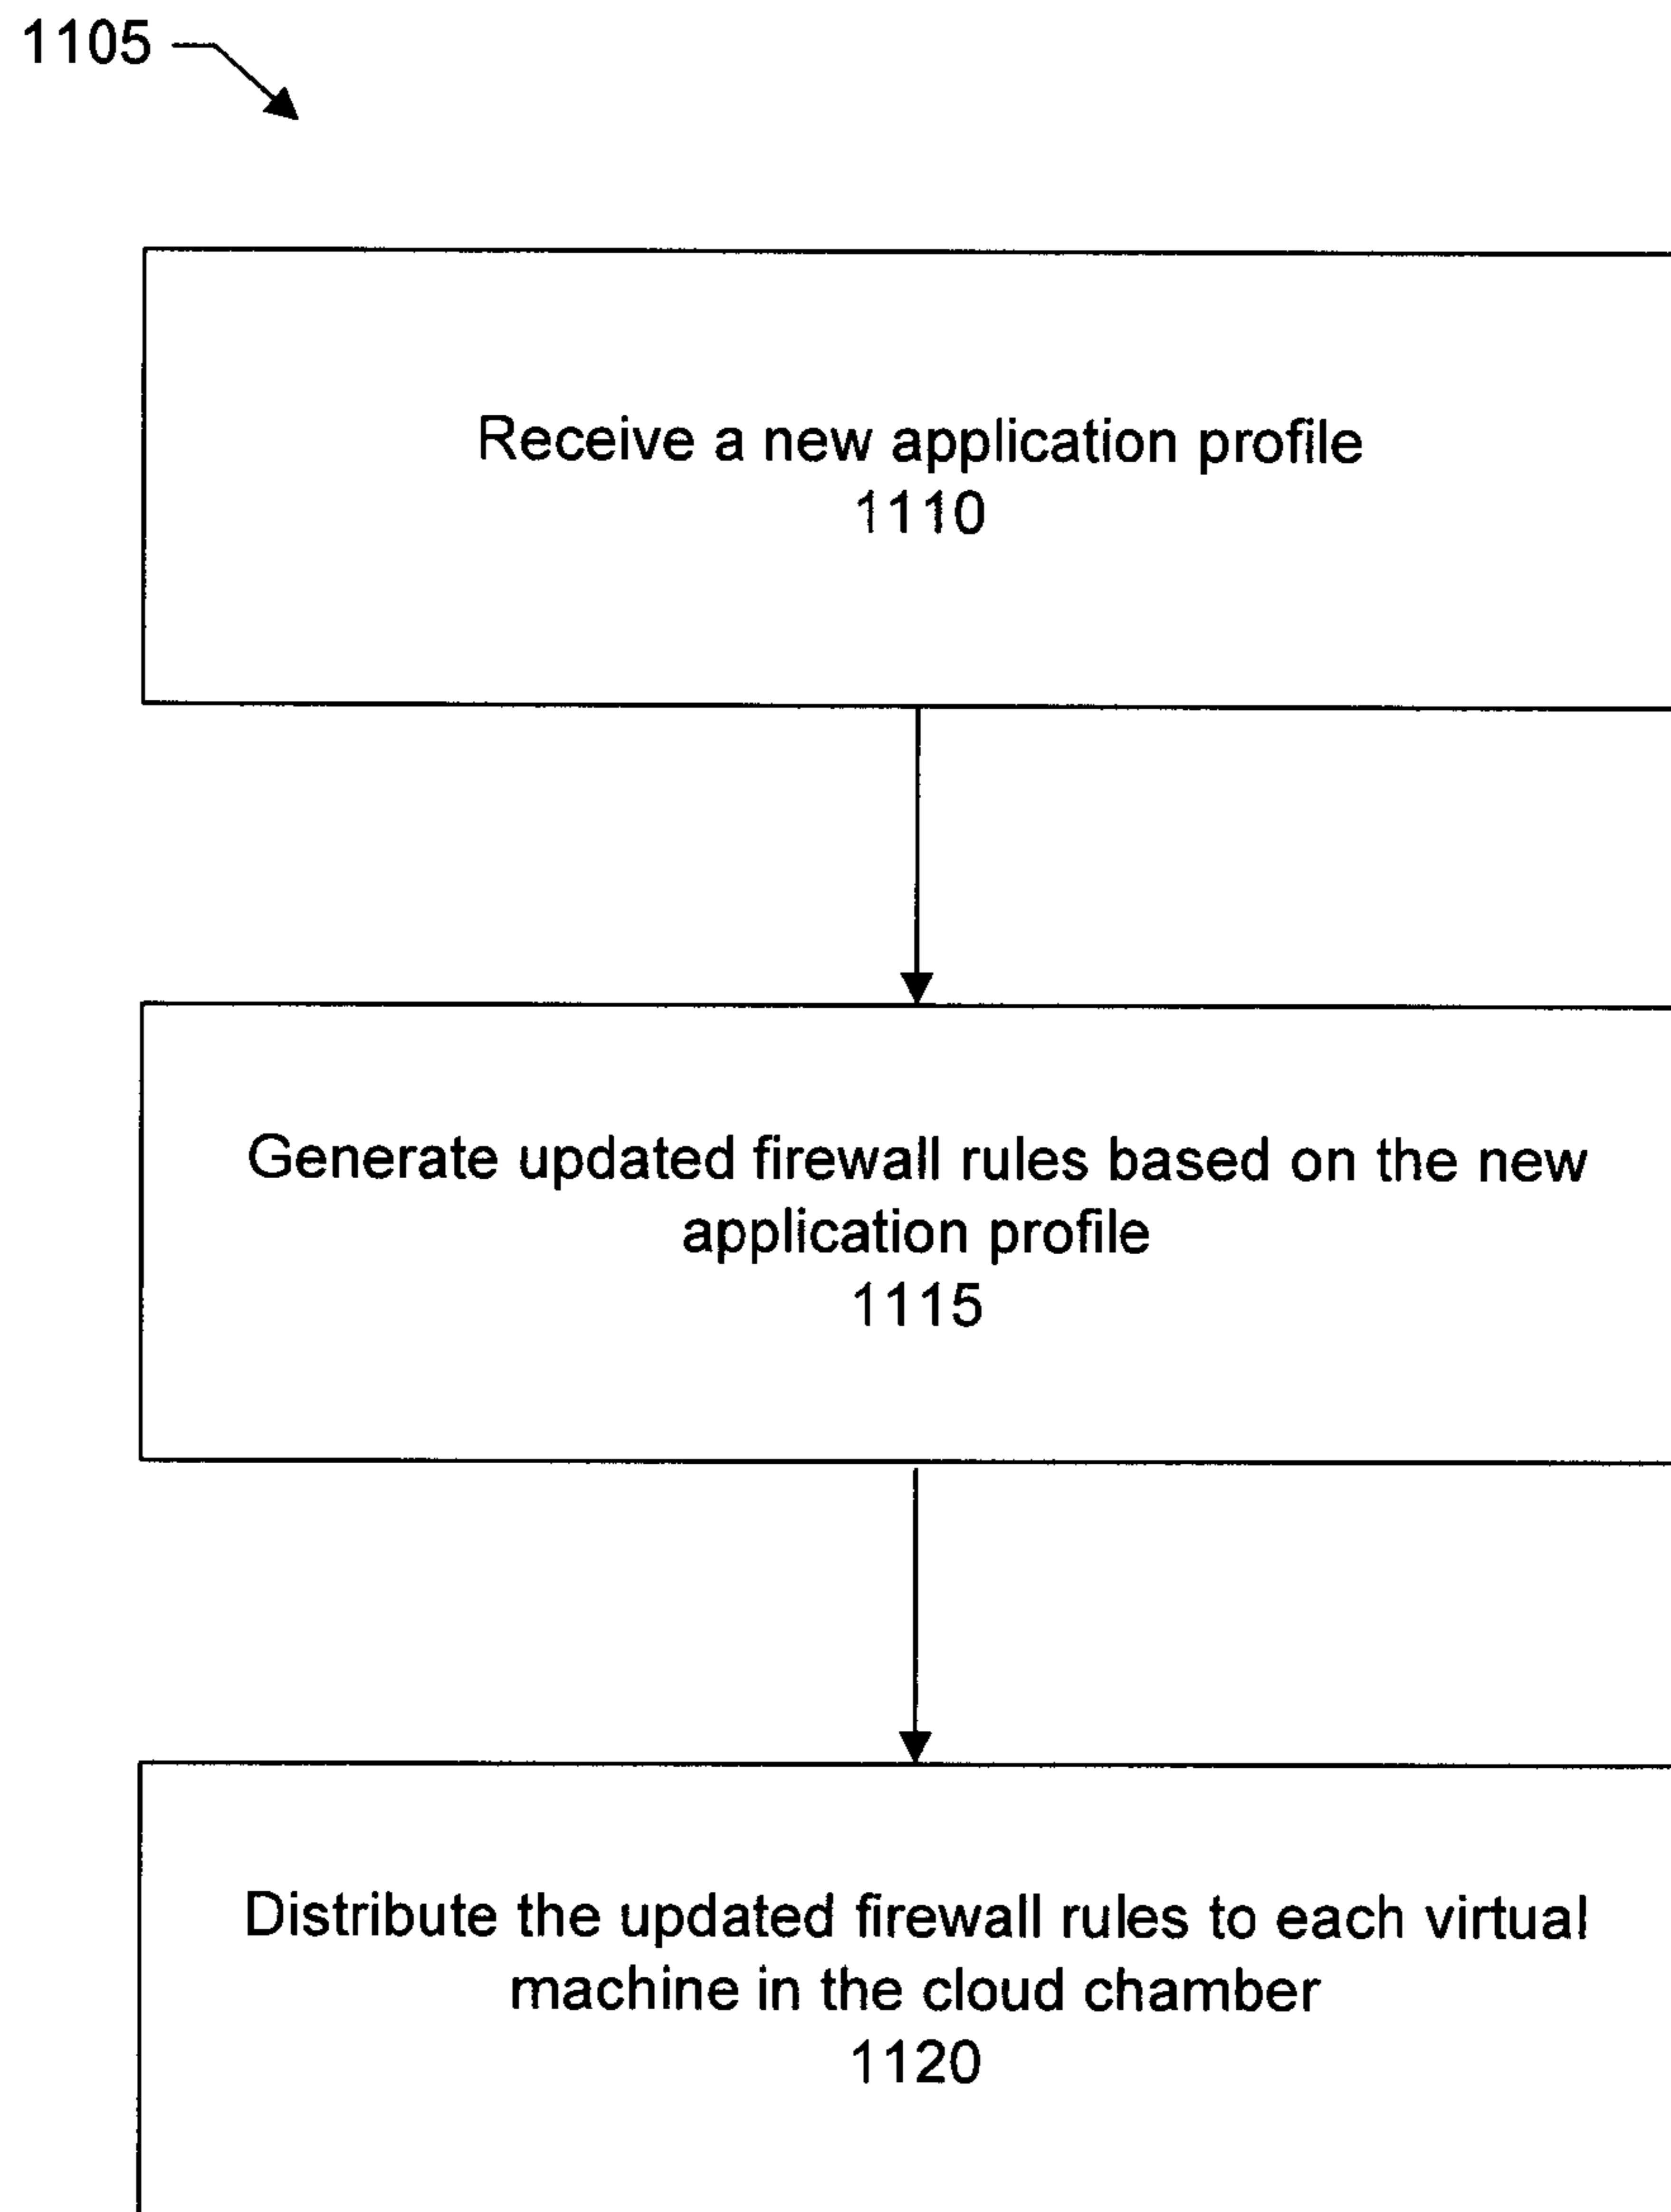 1105
Receive a new application profile
1110
Generate updated firewall rules based on the new
application profile
1115
Distribute the updated firewall rules to each virtual
machine in the cloud chamber
1120